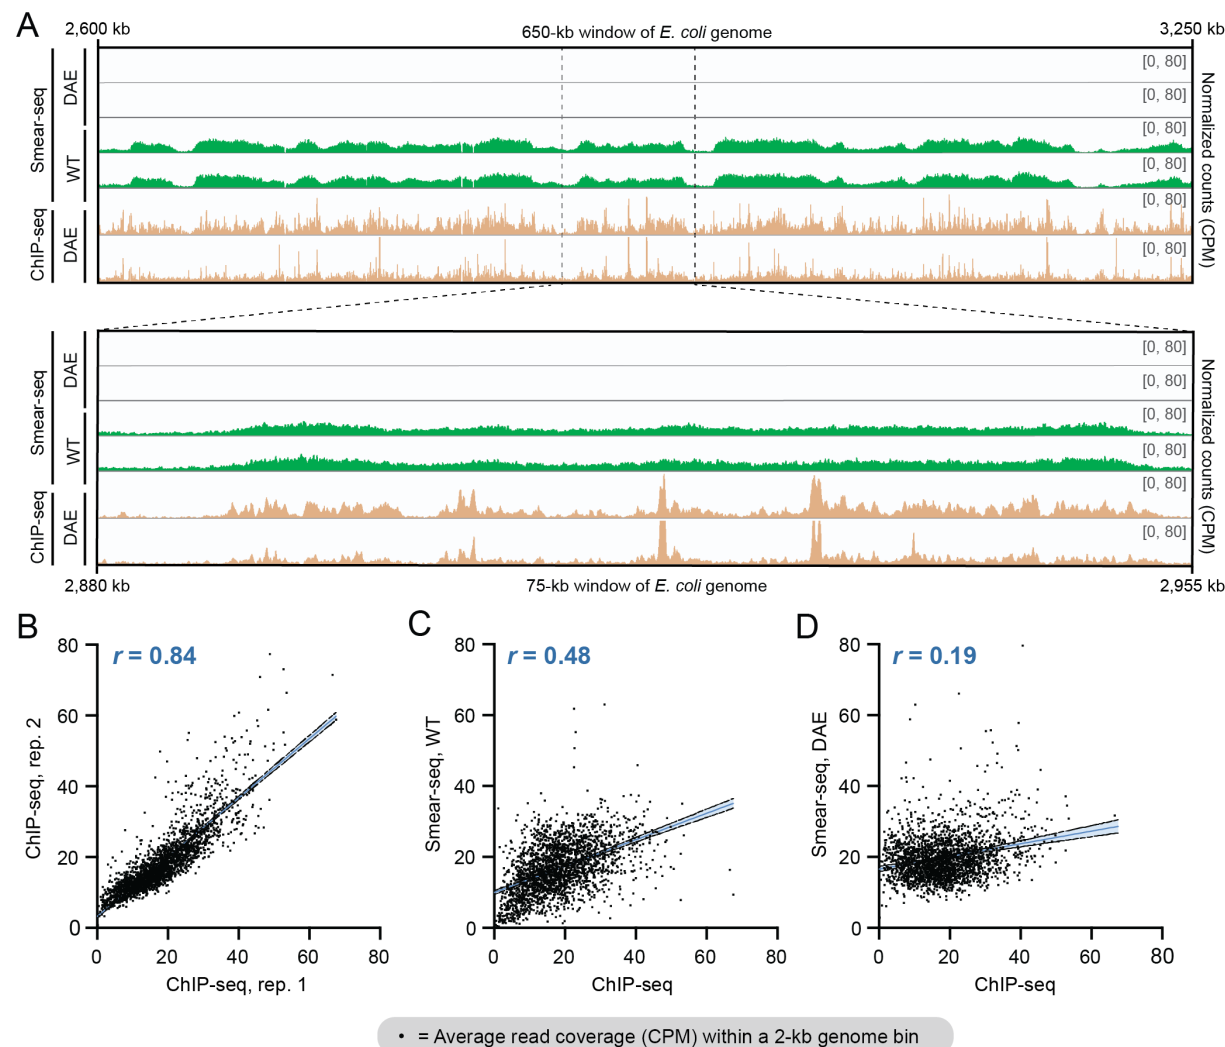 A
2,600 kb
650-kb window of E. coli genome
3,250 kb
Smear-seq
DAE
WT
ChIP-seq
DAE
[0, 80]
[0, 80]
[0, 80]
[0, 80]
[0, 80]
[0, 80]
Normalized counts (CPM)
Smear-seq
DAE
WT
ChIP-seq
DAE
[0, 80]
[0, 80]
[0, 80]
[0, 80]
[0, 80]
[0, 80]
Normalized counts (CPM)
2,880 kb
75-kb window of E. coli genome
2,955 kb
B
r = 0.84
ChIP-seq, rep. 2
80
60
40
20
0
0 20 40 60 80
ChIP-seq, rep. 1
C
r = 0.48
Smear-seq, WT
80
60
40
20
0
0 20 40 60 80
ChIP-seq
D
r = 0.19
Smear-seq, DAE
80
60
40
20
0
0 20 40 60 80
ChIP-seq
• = Average read coverage (CPM) within a 2-kb genome bin